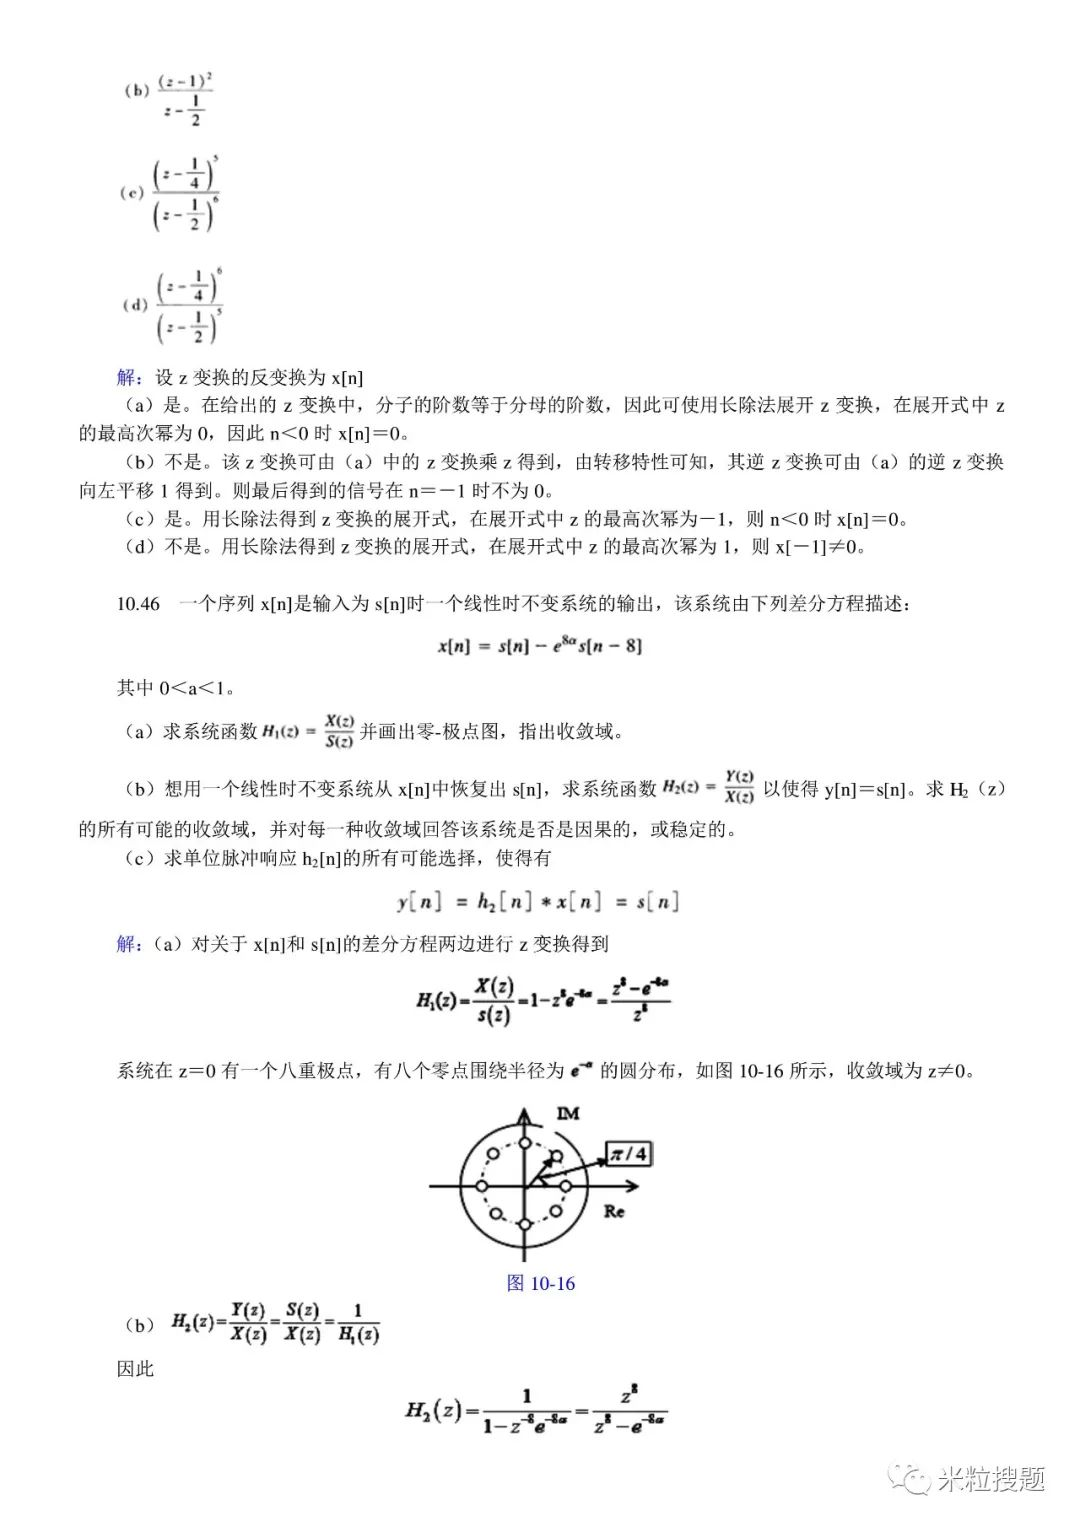 (b) (z-1)² / (z-1/2)
(c) (z-1/4)⁵ / (z-1/2)⁶
(d) (z-1/4)⁶ / (z-1/2)⁵
解：设 z 变换的反变换为 x[n]
（a）是。在给出的 z 变换中，分子的阶数等于分母的阶数，因此可使用长除法展开 z 变换，在展开式中 z
的最高次幂为 0，因此 n＜0 时 x[n]＝0。
（b）不是。该 z 变换可由（a）中的 z 变换乘 z 得到，由转移特性可知，其逆 z 变换可由（a）的逆 z 变换
向左平移 1 得到。则最后得到的信号在 n＝－1 时不为 0。
（c）是。用长除法得到 z 变换的展开式，在展开式中 z 的最高次幂为－1，则 n＜0 时 x[n]＝0。
（d）不是。用长除法得到 z 变换的展开式，在展开式中 z 的最高次幂为 1，则 x[－1]≠0。
10.46 一个序列 x[n]是输入为 s[n]时一个线性时不变系统的输出，该系统由下列差分方程描述：
x[n] = s[n] − e^{8α}s[n − 8]
其中 0＜a＜1。
（a）求系统函数 H₁(z) = X(z)/S(z) 并画出零-极点图，指出收敛域。
（b）想用一个线性时不变系统从 x[n]中恢复出 s[n]，求系统函数 H₂(z) = Y(z)/X(z) 以使得 y[n]＝s[n]。求 H₂（z）
的所有可能的收敛域，并对每一种收敛域回答该系统是否是因果的，或稳定的。
（c）求单位脉冲响应 h₂[n]的所有可能选择，使得有
y[n] = h₂[n] * x[n] = s[n]
解：（a）对关于 x[n]和 s[n]的差分方程两边进行 z 变换得到
H₁(z)=X(z)/s(z)=1−z⁸e^{−8α}=(z⁸−e^{−8α})/z⁸
系统在 z＝0 有一个八重极点，有八个零点围绕半径为 e^{−α} 的圆分布，如图 10-16 所示，收敛域为 z≠0。
IM
π/4
Re
图 10-16
（b） H₂(z)=Y(z)/X(z)=S(z)/X(z)=1/H₁(z)
因此
H₂(z)=1/(1−z^{−8}e^{−8α})=z⁸/(z⁸−e^{−8α})
米粒搜题